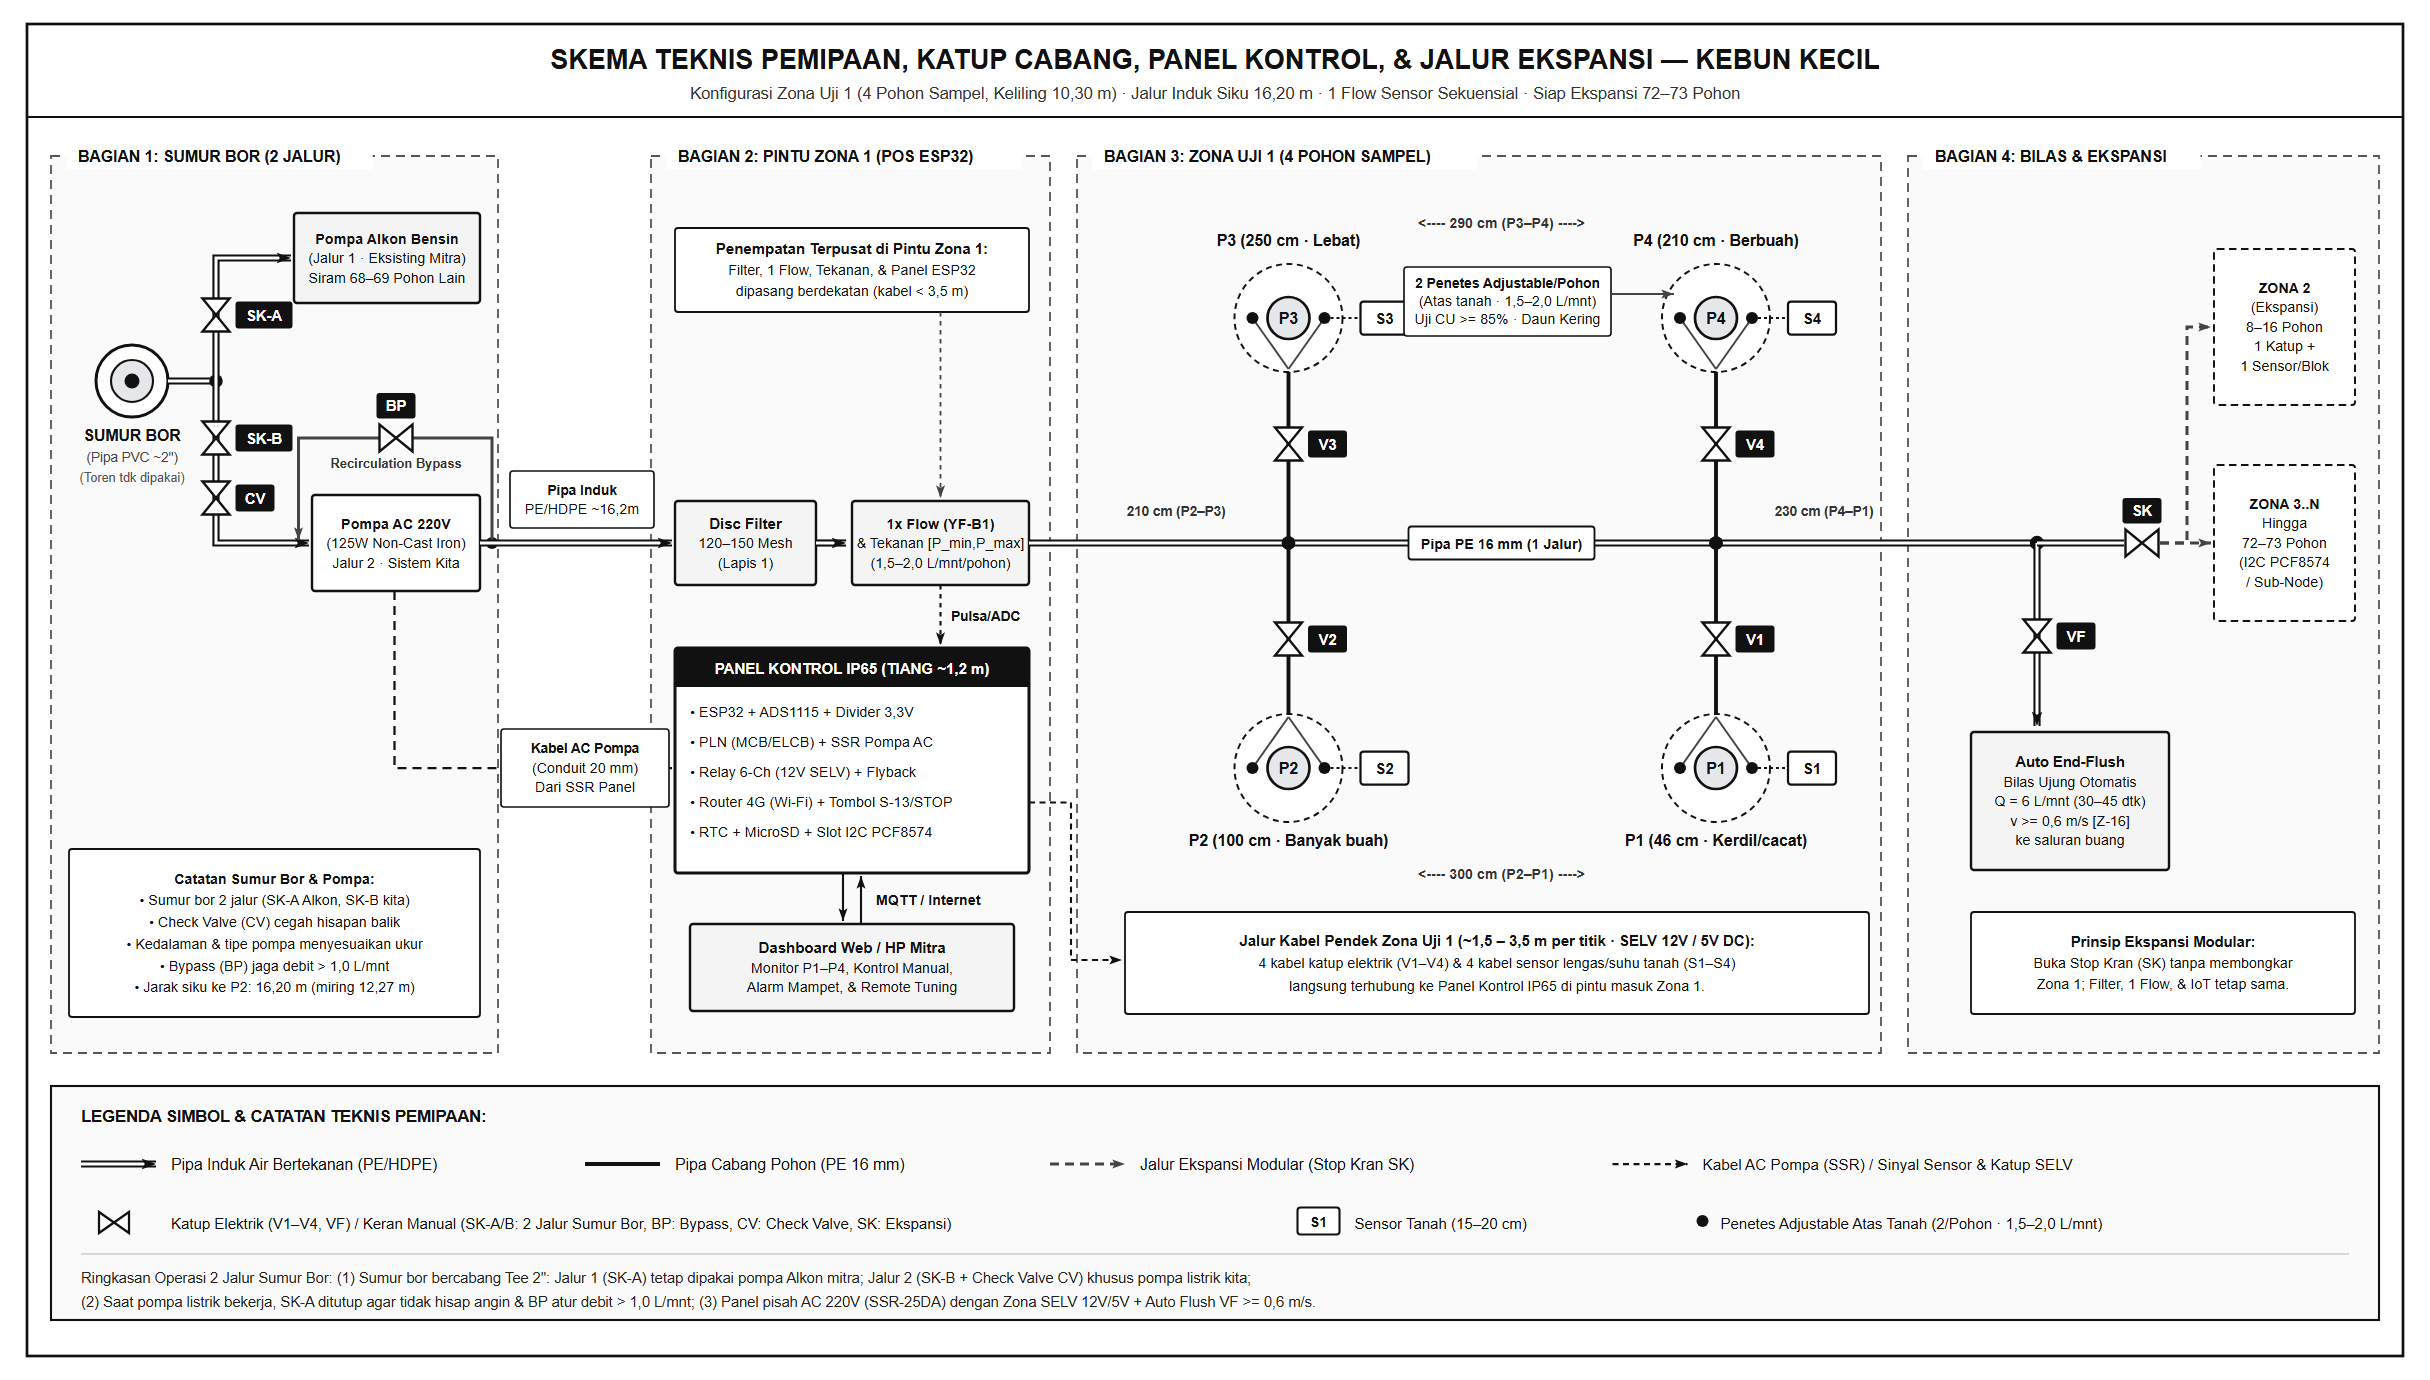 SKEMA TEKNIS PEMIPAAN, KATUP CABANG, PANEL KONTROL, & JALUR EKSPANSI — KEBUN KECIL
Konfigurasi Zona Uji 1 (4 Pohon Sampel, Keliling 10,30 m) · Jalur Induk Siku 16,20 m · 1 Flow Sensor Sekuensial · Siap Ekspansi 72–73 Pohon
BAGIAN 1: SUMUR BOR (2 JALUR)
Pompa Alkon Bensin
(Jalur 1 · Eksisting Mitra)
Siram 68–69 Pohon Lain
SK-A
SUMUR BOR
(Pipa PVC ~2")
(Toren tdk dipakai)
SK-B
CV
BP
Recirculation Bypass
Pompa AC 220V
(125W Non-Cast Iron)
Jalur 2 · Sistem Kita
Pipa Induk
PE/HDPE ~16,2m
Kabel AC Pompa
(Conduit 20 mm)
Dari SSR Panel
Catatan Sumur Bor & Pompa:
• Sumur bor 2 jalur (SK-A Alkon, SK-B kita)
• Check Valve (CV) cegah hisapan balik
• Kedalaman & tipe pompa menyesuaikan ukur
• Bypass (BP) jaga debit > 1,0 L/mnt
• Jarak siku ke P2: 16,20 m (miring 12,27 m)
BAGIAN 2: PINTU ZONA 1 (POS ESP32)
Penempatan Terpusat di Pintu Zona 1:
Filter, 1 Flow, Tekanan, & Panel ESP32
dipasang berdekatan (kabel < 3,5 m)
Disc Filter
120–150 Mesh
(Lapis 1)
1x Flow (YF-B1)
& Tekanan [P_min,P_max]
(1,5–2,0 L/mnt/pohon)
Pulsa/ADC
PANEL KONTROL IP65 (TIANG ~1,2 m)
• ESP32 + ADS1115 + Divider 3,3V
• PLN (MCB/ELCB) + SSR Pompa AC
• Relay 6-Ch (12V SELV) + Flyback
• Router 4G (Wi-Fi) + Tombol S-13/STOP
• RTC + MicroSD + Slot I2C PCF8574
MQTT / Internet
Dashboard Web / HP Mitra
Monitor P1–P4, Kontrol Manual,
Alarm Mampet, & Remote Tuning
BAGIAN 3: ZONA UJI 1 (4 POHON SAMPEL)
<---- 290 cm (P3–P4) ---->
P3 (250 cm · Lebat)
P4 (210 cm · Berbuah)
P3
S3
2 Penetes Adjustable/Pohon
(Atas tanah · 1,5–2,0 L/mnt)
Uji CU >= 85% · Daun Kering
P4
S4
V3
V4
210 cm (P2–P3)
230 cm (P4–P1)
Pipa PE 16 mm (1 Jalur)
V2
V1
P2
S2
P1
S1
P2 (100 cm · Banyak buah)
P1 (46 cm · Kerdil/cacat)
<---- 300 cm (P2–P1) ---->
Jalur Kabel Pendek Zona Uji 1 (~1,5 – 3,5 m per titik · SELV 12V / 5V DC):
4 kabel katup elektrik (V1–V4) & 4 kabel sensor lengas/suhu tanah (S1–S4)
langsung terhubung ke Panel Kontrol IP65 di pintu masuk Zona 1.
BAGIAN 4: BILAS & EKSPANSI
ZONA 2
(Ekspansi)
8–16 Pohon
1 Katup +
1 Sensor/Blok
SK
ZONA 3..N
Hingga
72–73 Pohon
(I2C PCF8574
/ Sub-Node)
VF
Auto End-Flush
Bilas Ujung Otomatis
Q = 6 L/mnt (30–45 dtk)
v >= 0,6 m/s [Z-16]
ke saluran buang
Prinsip Ekspansi Modular:
Buka Stop Kran (SK) tanpa membongkar
Zona 1; Filter, 1 Flow, & IoT tetap sama.
LEGENDA SIMBOL & CATATAN TEKNIS PEMIPAAN:
Pipa Induk Air Bertekanan (PE/HDPE)
Pipa Cabang Pohon (PE 16 mm)
Jalur Ekspansi Modular (Stop Kran SK)
Kabel AC Pompa (SSR) / Sinyal Sensor & Katup SELV
Katup Elektrik (V1–V4, VF) / Keran Manual (SK-A/B: 2 Jalur Sumur Bor, BP: Bypass, CV: Check Valve, SK: Ekspansi)
S1
Sensor Tanah (15–20 cm)
Penetes Adjustable Atas Tanah (2/Pohon · 1,5–2,0 L/mnt)
Ringkasan Operasi 2 Jalur Sumur Bor: (1) Sumur bor bercabang Tee 2": Jalur 1 (SK-A) tetap dipakai pompa Alkon mitra; Jalur 2 (SK-B + Check Valve CV) khusus pompa listrik kita;
(2) Saat pompa listrik bekerja, SK-A ditutup agar tidak hisap angin & BP atur debit > 1,0 L/mnt; (3) Panel pisah AC 220V (SSR-25DA) dengan Zona SELV 12V/5V + Auto Flush VF >= 0,6 m/s.